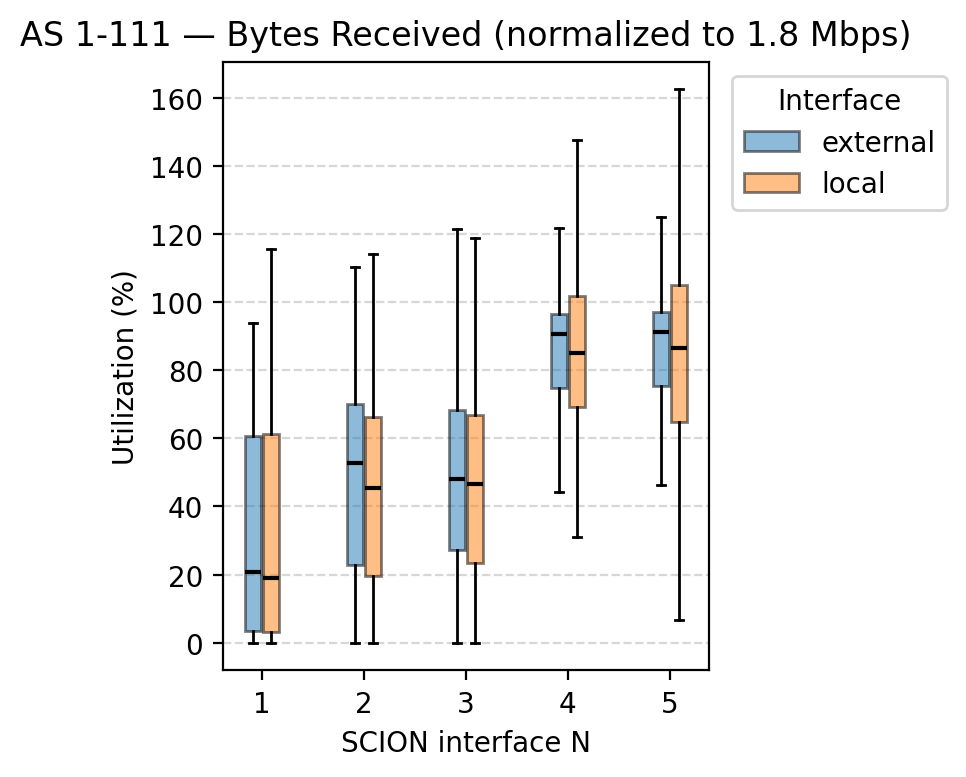 AS 1-111 — Bytes Received (normalized to 1.8 Mbps)
Utilization (%)
160
140
120
100
80
60
40
20
0
1 2 3 4 5
SCION interface N
Interface
external
local